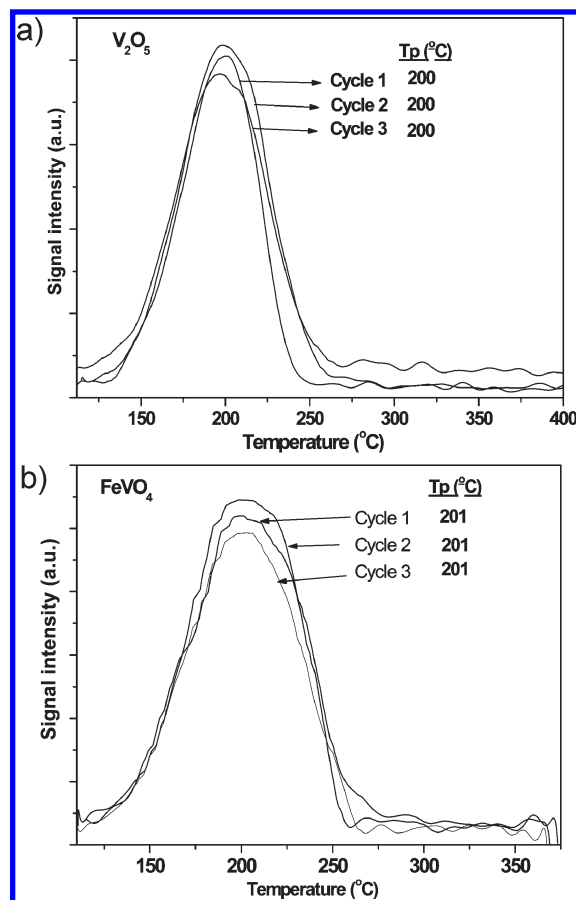 a)
V₂O₅
Tp (°C)
Cycle 1 200
Cycle 2 200
Cycle 3 200
Signal intensity (a.u.)
150 200 250 300 350 400
Temperature (°C)
b)
FeVO₄
Tp (°C)
Cycle 1 201
Cycle 2 201
Cycle 3 201
Signal intensity (a.u.)
150 200 250 300 350
Temperature (°C)